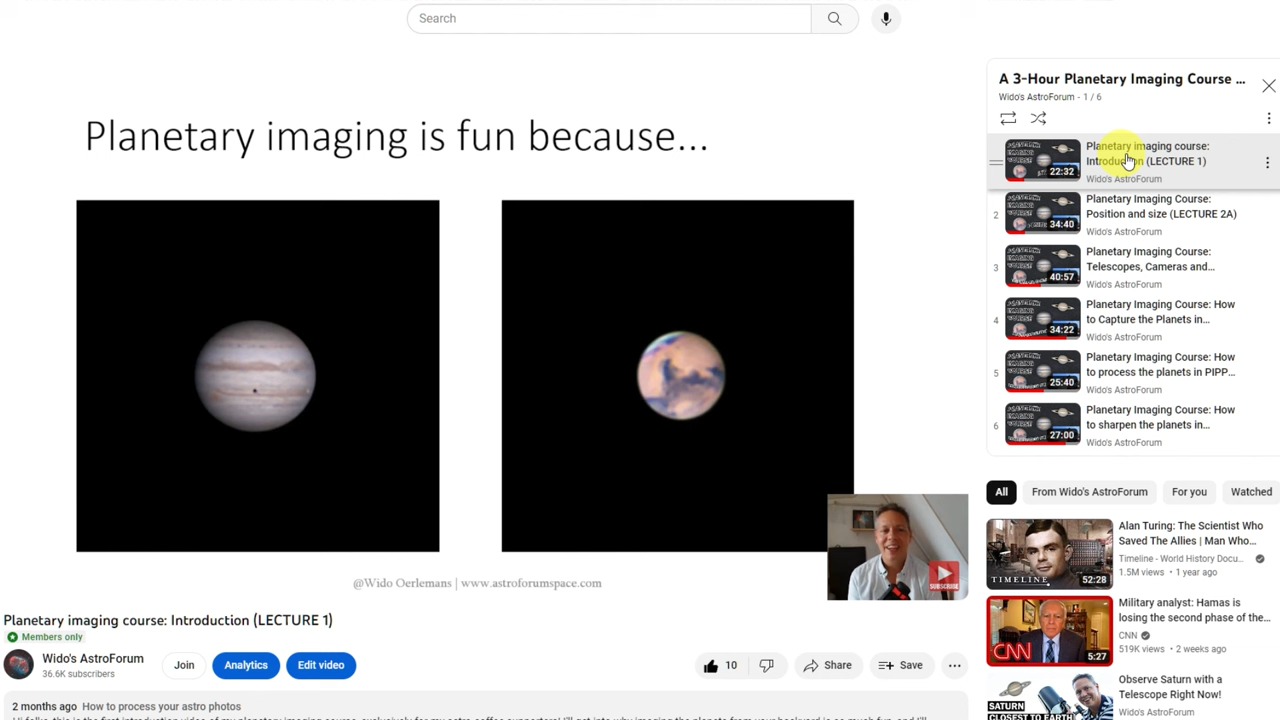 Search
Planetary imaging is fun because...
@Wido Oerlemans | www.astroforumspace.com
SUBSCRIBE
Planetary imaging course: Introduction (LECTURE 1)
Members only
Wido's AstroForum
36.6K subscribers
Join
Analytics
Edit video
10
Share
Save
2 months ago How to process your astro photos
A 3-Hour Planetary Imaging Course ...
Wido's AstroForum - 1 / 6
22:32
Planetary imaging course:
Introduction (LECTURE 1)
Wido's AstroForum
2
34:40
Planetary Imaging Course:
Position and size (LECTURE 2A)
Wido's AstroForum
3
40:57
Planetary Imaging Course:
Telescopes, Cameras and...
Wido's AstroForum
4
34:22
Planetary Imaging Course: How
to Capture the Planets in...
Wido's AstroForum
5
25:40
Planetary Imaging Course: How
to process the planets in PIPP...
Wido's AstroForum
6
27:00
Planetary Imaging Course: How
to sharpen the planets in...
Wido's AstroForum
All
From Wido's AstroForum
For you
Watched
TIMELINE
52:28
Alan Turing: The Scientist Who
Saved The Allies | Man Who...
Timeline - World History Docu...
1.5M views • 1 year ago
CNN
5:27
Military analyst: Hamas is
losing the second phase of the...
CNN
519K views • 2 weeks ago
SATURN
CLOSEST TO EARTH
Observe Saturn with a
Telescope Right Now!
Wido's AstroForum